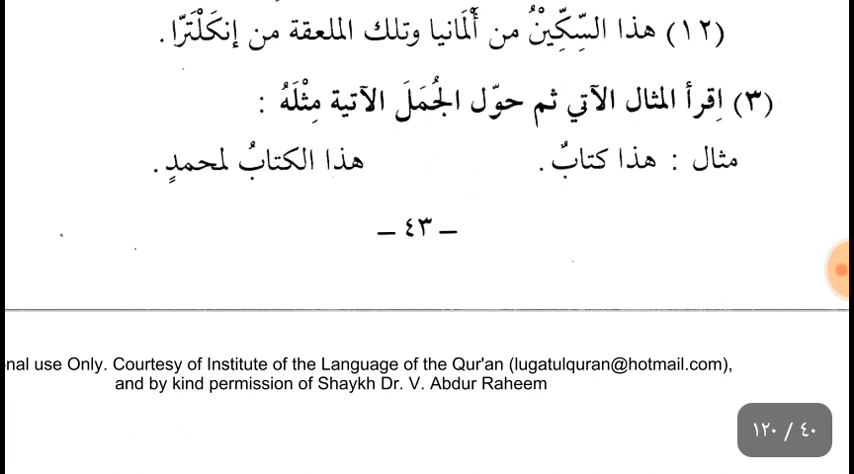 (١٢) هذا السِّكِّيْنُ من أَلْمَانيا وتلك الملعقة من إنكَلْتَرّا .
(٣) اِقرأ المثال الآتي ثم حوّل الجُمَلَ الآتية مِثْلَهُ :
مثال : هذا كتابٌ . هذا الكتابُ لمحمدٍ .
– ٤٣ –
nal use Only. Courtesy of Institute of the Language of the Qur'an (lugatulquran@hotmail.com),
and by kind permission of Shaykh Dr. V. Abdur Raheem
٤٠ / ١٢٠